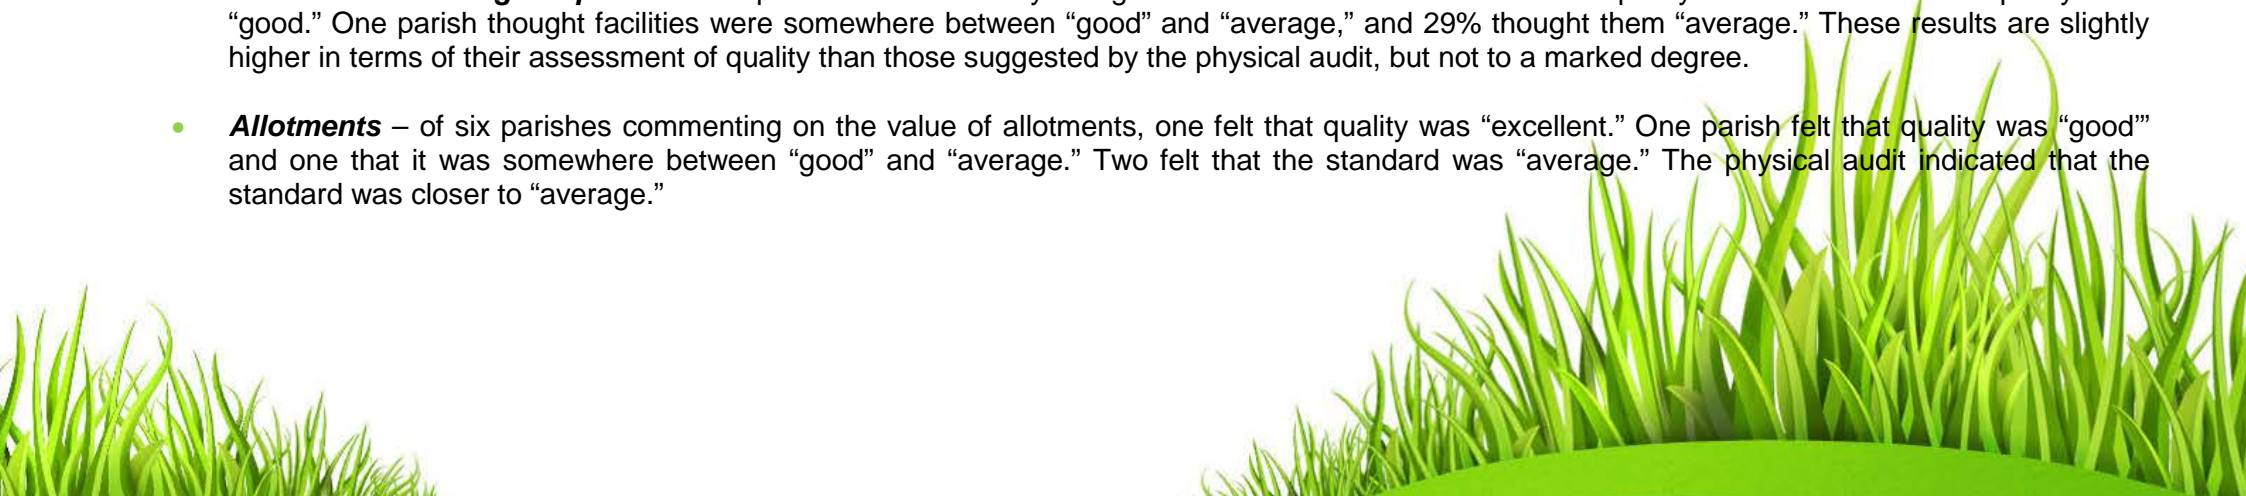 “good.” One parish thought facilities were somewhere between “good” and “average,” and 29% thought them “average.” These results are slightly
higher in terms of their assessment of quality than those suggested by the physical audit, but not to a marked degree.
• Allotments – of six parishes commenting on the value of allotments, one felt that quality was “excellent.” One parish felt that quality was “good’”
and one that it was somewhere between “good” and “average.” Two felt that the standard was “average.” The physical audit indicated that the
standard was closer to “average.”